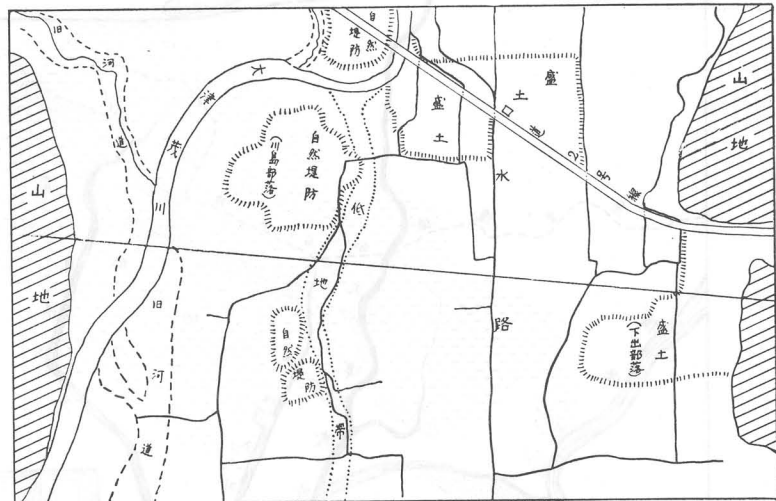 旧河道
大津茂川
自然堤防
盛土
盛土
口道2号線
山地
山地
自然堤防
(川島部落)
低地帯
水路
旧河道
自然
堤防
盛土
(下出部落)